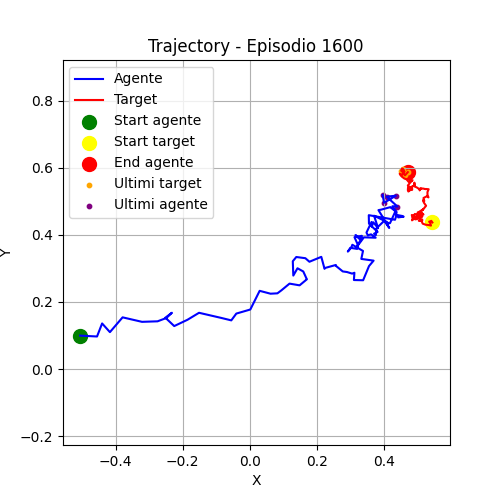 Trajectory - Episodio 1600
Agente
Target
Start agente
Start target
End agente
Ultimi target
Ultimi agente
0.8
0.6
0.4
0.2
0.0
−0.2
Y
−0.4
−0.2
0.0
0.2
0.4
X